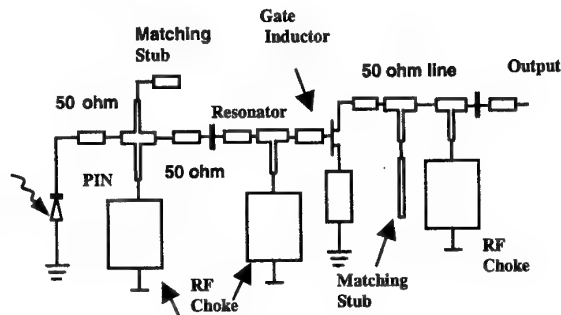 Gate
Inductor
Matching
Stub
50 ohm line
Output
50 ohm
Resonator
PIN
50 ohm
RF
Choke
RF
Choke
Matching
Stub